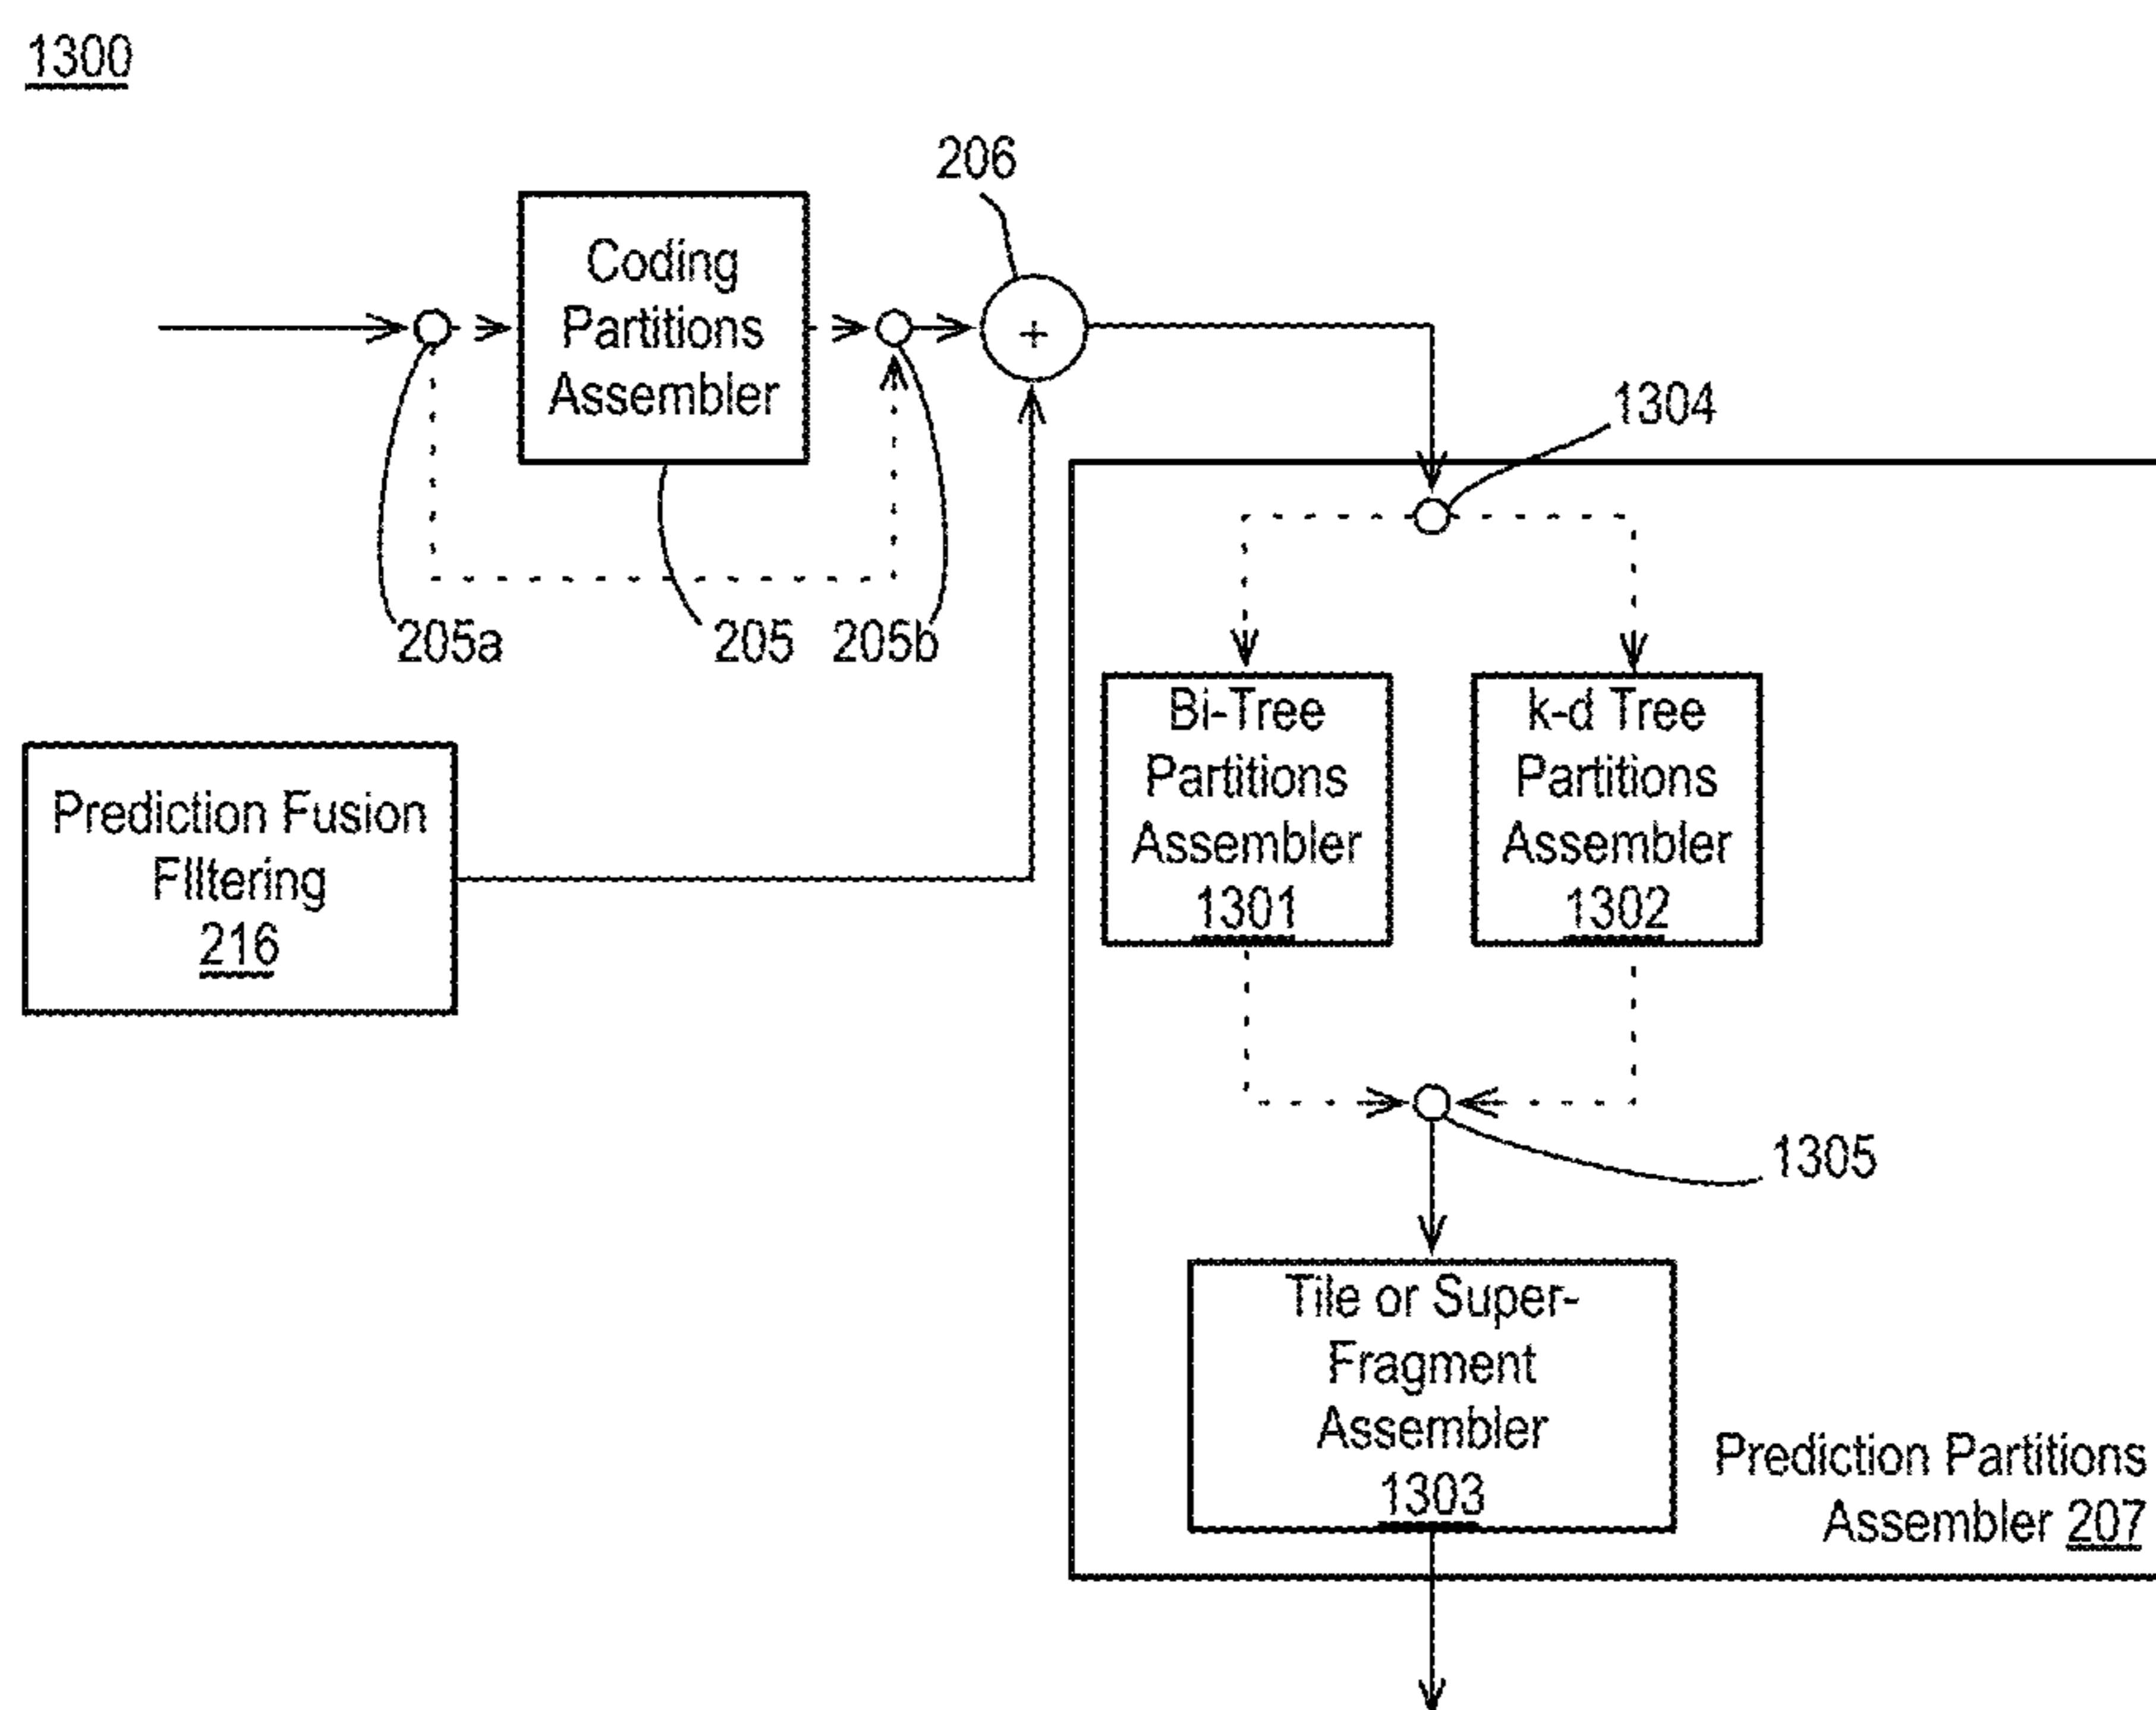 1300
206
Coding
Partitions
Assembler
+
1304
205a
205
205b
Bi-Tree
Partitions
Assembler
1301
k-d Tree
Partitions
Assembler
1302
Prediction Fusion
FIltering
216
1305
Tile or Super-
Fragment
Assembler
1303
Prediction Partitions
Assembler 207